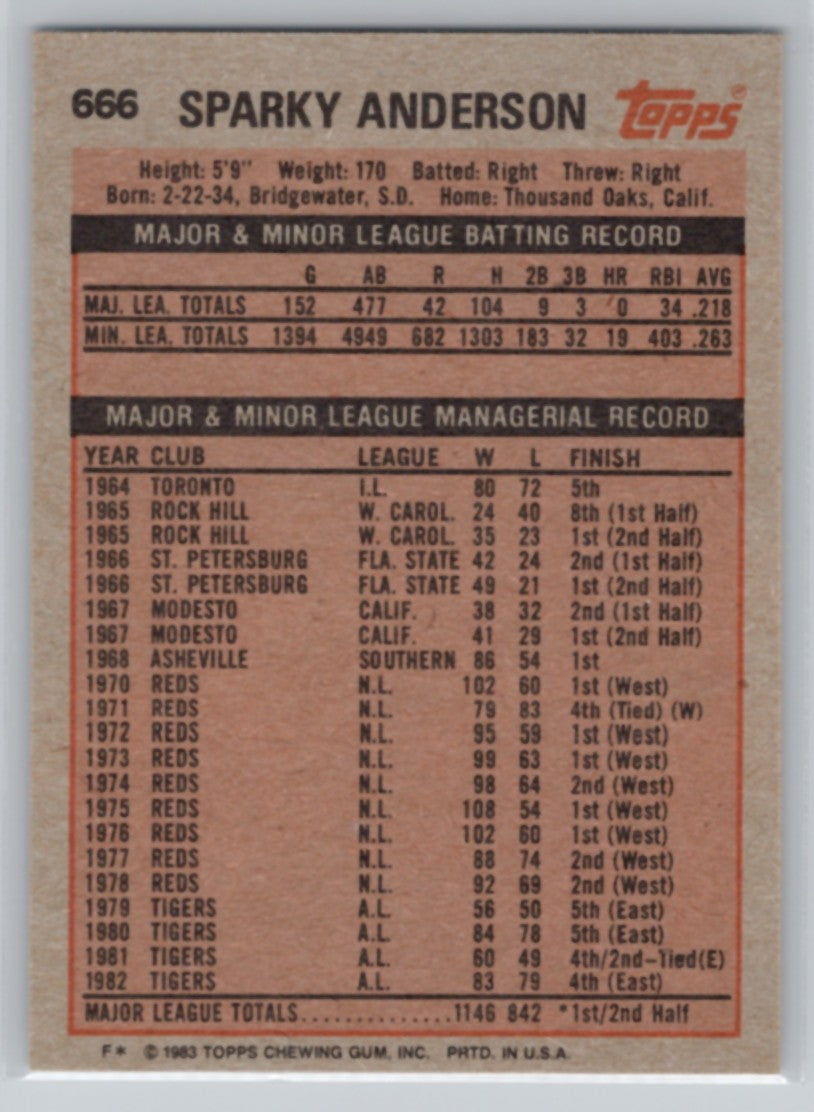 666 SPARKY ANDERSON Topps
Height: 5'9" Weight: 170 Batted: Right Threw: Right
Born: 2-22-34, Bridgewater, S.D. Home: Thousand Oaks, Calif.
MAJOR & MINOR LEAGUE BATTING RECORD
G AB R H 2B 3B HR RBI AVG
MAJ. LEA. TOTALS 152 477 42 104 9 3 0 34 .218
MIN. LEA. TOTALS 1394 4949 682 1303 183 32 19 403 .263
MAJOR & MINOR LEAGUE MANAGERIAL RECORD
YEAR CLUB LEAGUE W L FINISH
1964 TORONTO I.L. 80 72 5th
1965 ROCK HILL W. CAROL. 24 40 8th (1st Half)
1965 ROCK HILL W. CAROL. 35 23 1st (2nd Half)
1966 ST. PETERSBURG FLA. STATE 42 24 2nd (1st Half)
1966 ST. PETERSBURG FLA. STATE 49 21 1st (2nd Half)
1967 MODESTO CALIF. 38 32 2nd (1st Half)
1967 MODESTO CALIF. 41 29 1st (2nd Half)
1968 ASHEVILLE SOUTHERN 86 54 1st
1970 REDS N.L. 102 60 1st (West)
1971 REDS N.L. 79 83 4th (Tied) (W)
1972 REDS N.L. 95 59 1st (West)
1973 REDS N.L. 99 63 1st (West)
1974 REDS N.L. 98 64 2nd (West)
1975 REDS N.L. 108 54 1st (West)
1976 REDS N.L. 102 60 1st (West)
1977 REDS N.L. 88 74 2nd (West)
1978 REDS N.L. 92 69 2nd (West)
1979 TIGERS A.L. 56 50 5th (East)
1980 TIGERS A.L. 84 78 5th (East)
1981 TIGERS A.L. 60 49 4th/2nd-Tied(E)
1982 TIGERS A.L. 83 79 4th (East)
MAJOR LEAGUE TOTALS..............1146 842 *1st/2nd Half
F* © 1983 TOPPS CHEWING GUM, INC. PRTD. IN U.S.A.